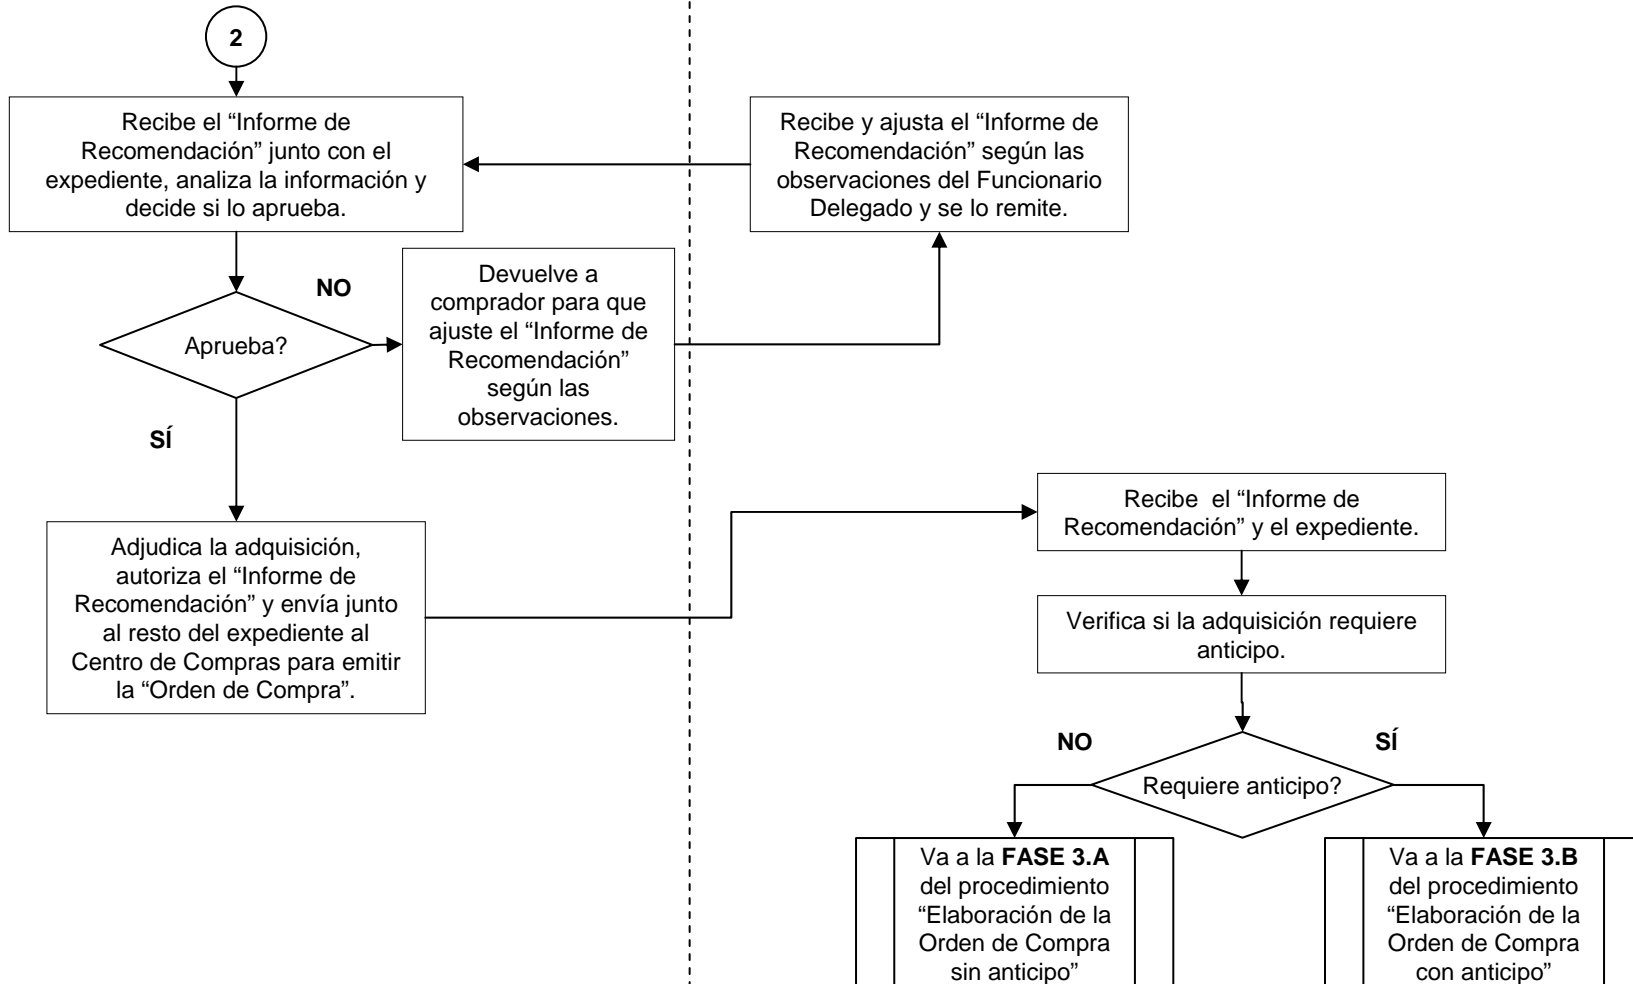 2
Recibe el “Informe de
Recomendación” junto con el
expediente, analiza la información y
decide si lo aprueba.
Recibe y ajusta el “Informe de
Recomendación” según las
observaciones del Funcionario
Delegado y se lo remite.
Aprueba?
NO
Devuelve a
comprador para que
ajuste el “Informe de
Recomendación”
según las
observaciones.
SÍ
Adjudica la adquisición,
autoriza el “Informe de
Recomendación” y envía junto
al resto del expediente al
Centro de Compras para emitir
la “Orden de Compra”.
Recibe el “Informe de
Recomendación” y el expediente.
Verifica si la adquisición requiere
anticipo.
NO
SÍ
Requiere anticipo?
Va a la FASE 3.A
del procedimiento
“Elaboración de la
Orden de Compra
sin anticipo”
Va a la FASE 3.B
del procedimiento
“Elaboración de la
Orden de Compra
con anticipo”